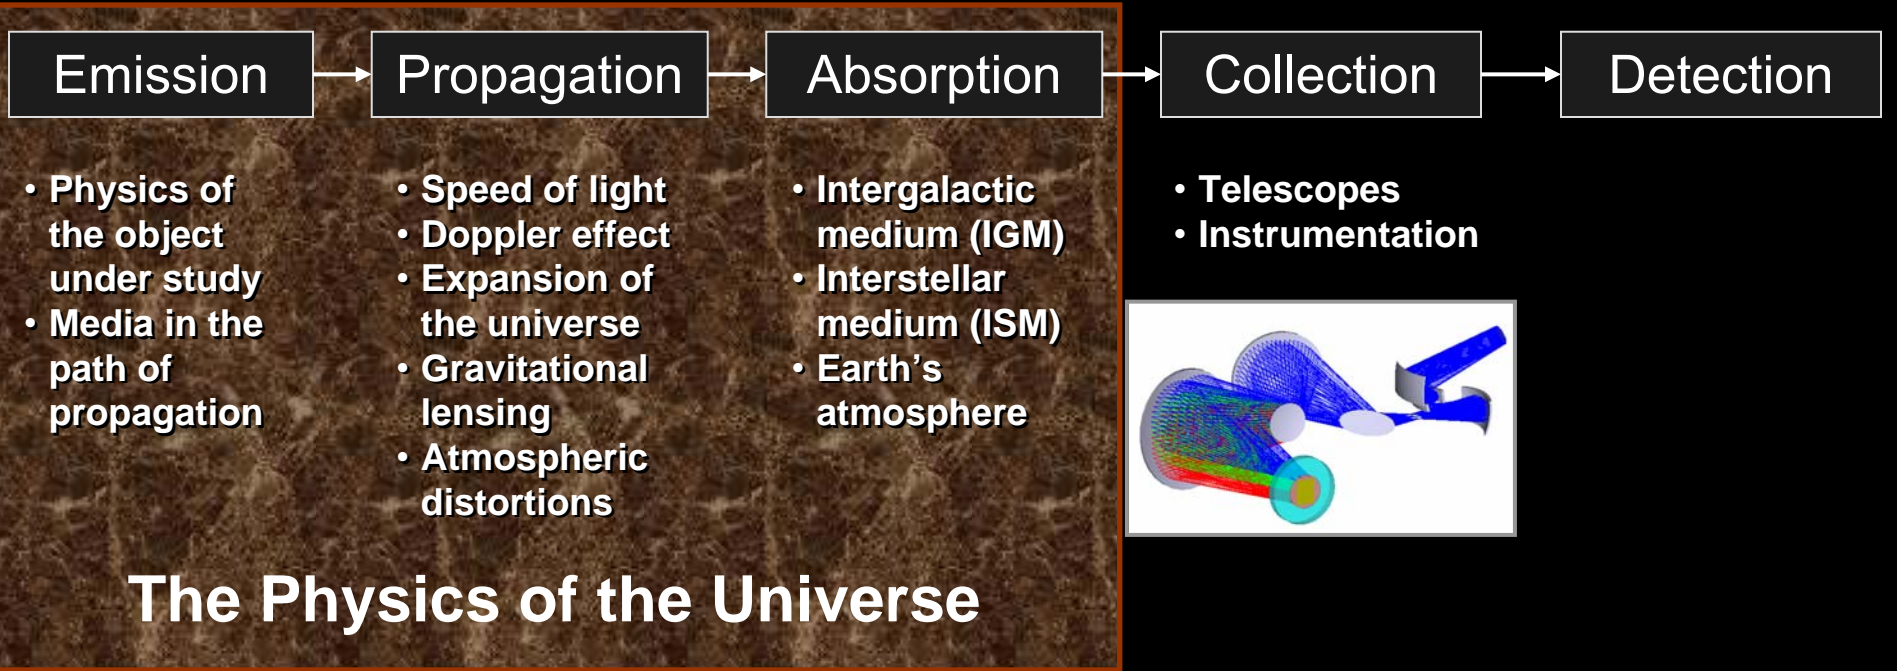 Emission
Propagation
Absorption
Collection
Detection
• Physics of
the object
under study
• Media in the
path of
propagation
• Speed of light
• Doppler effect
• Expansion of
the universe
• Gravitational
lensing
• Atmospheric
distortions
• Intergalactic
medium (IGM)
• Interstellar
medium (ISM)
• Earth’s
atmosphere
• Telescopes
• Instrumentation
The Physics of the Universe